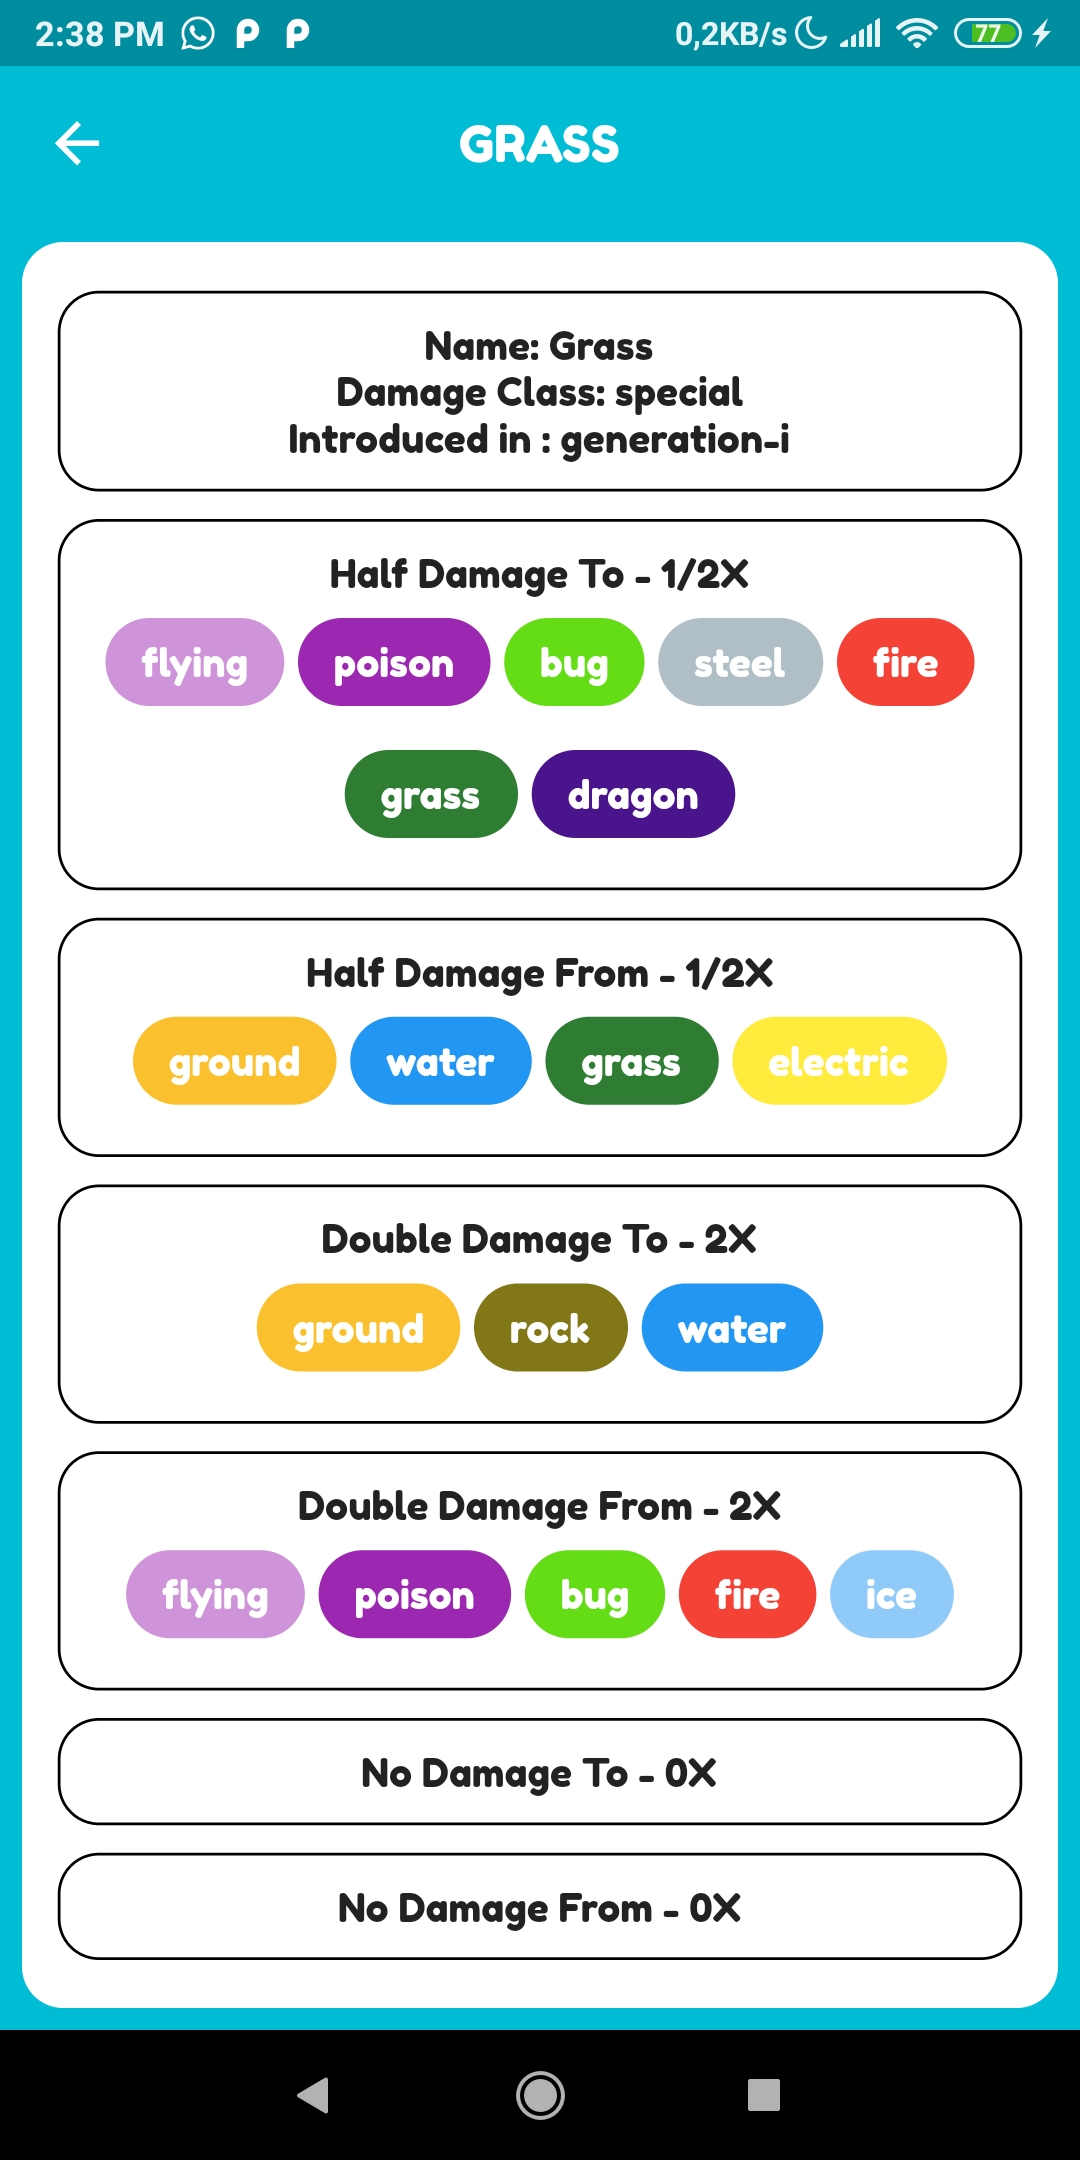 2:38 PM 0,2KB/s 77
GRASS
Name: Grass
Damage Class: special
Introduced in : generation-i
Half Damage To - 1/2X
flying poison bug steel fire
grass dragon
Half Damage From - 1/2X
ground water grass electric
Double Damage To - 2X
ground rock water
Double Damage From - 2X
flying poison bug fire ice
No Damage To - 0X
No Damage From - 0X